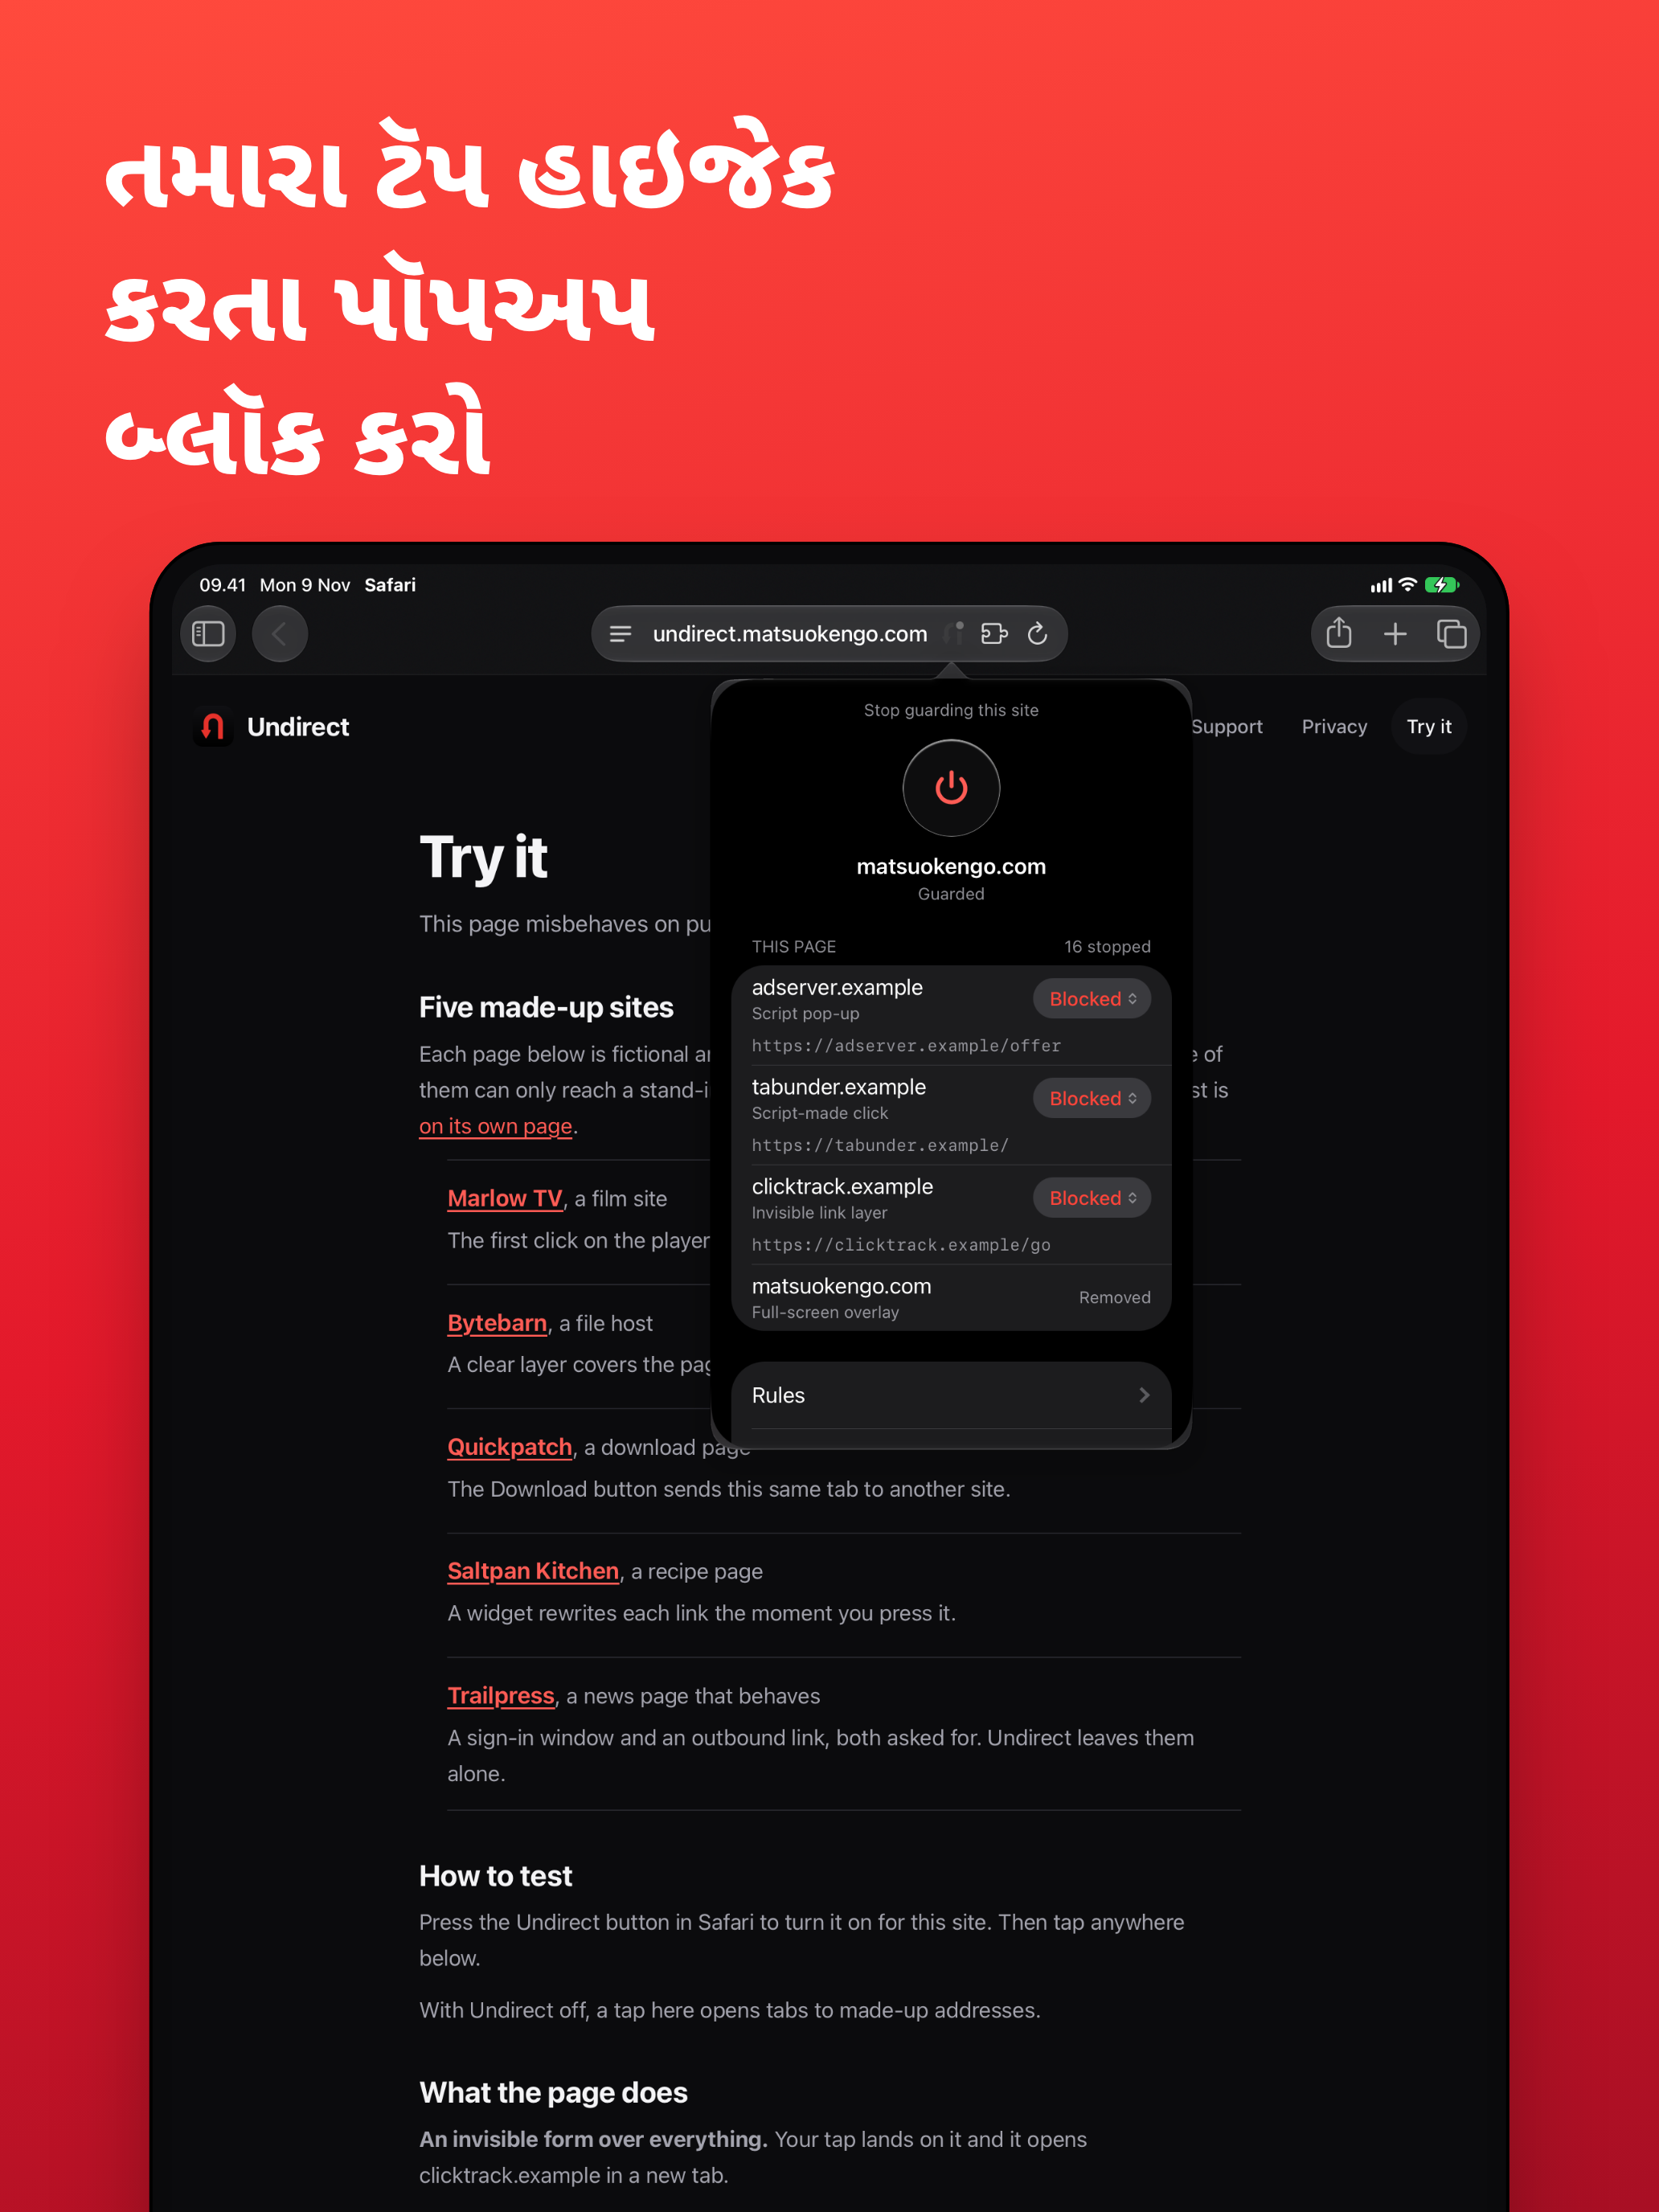 તમારા ટૅપ હાઇજેક
કરતા પૉપઅપ
બ્લૉક કરો
09.41 Mon 9 Nov Safari
undirect.matsuokengo.com
Undirect
Support Privacy Try it
Stop guarding this site
matsuokengo.com
Guarded
THIS PAGE 16 stopped
adserver.example
Script pop-up
Blocked
https://adserver.example/offer
tabunder.example
Script-made click
Blocked
https://tabunder.example/
clicktrack.example
Invisible link layer
Blocked
https://clicktrack.example/go
matsuokengo.com
Full-screen overlay
Removed
Rules
Try it
This page misbehaves on pu
Five made-up sites
Each page below is fictional of
them can only reach a stand-i st is
on its own page.
Marlow TV, a film site
The first click on the player
Bytebarn, a file host
A clear layer covers the pag
Quickpatch, a download page
The Download button sends this same tab to another site.
Saltpan Kitchen, a recipe page
A widget rewrites each link the moment you press it.
Trailpress, a news page that behaves
A sign-in window and an outbound link, both asked for. Undirect leaves them
alone.
How to test
Press the Undirect button in Safari to turn it on for this site. Then tap anywhere
below.
With Undirect off, a tap here opens tabs to made-up addresses.
What the page does
An invisible form over everything. Your tap lands on it and it opens
clicktrack.example in a new tab.